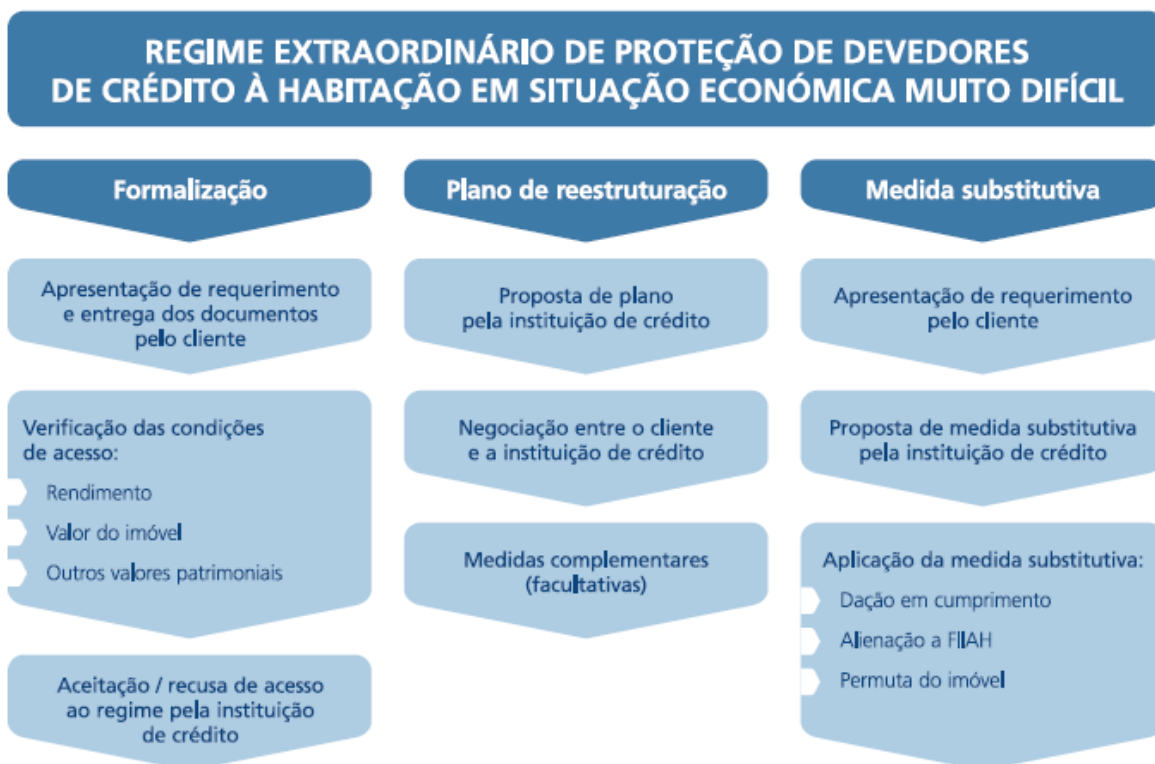 REGIME EXTRAORDINÁRIO DE PROTEÇÃO DE DEVEDORES
DE CRÉDITO À HABITAÇÃO EM SITUAÇÃO ECONÓMICA MUITO DIFÍCIL
Formalização
Apresentação de requerimento
e entrega dos documentos
pelo cliente
Verificação das condições
de acesso:
Rendimento
Valor do imóvel
Outros valores patrimoniais
Aceitação / recusa de acesso
ao regime pela instituição
de crédito
Plano de reestruturação
Proposta de plano
pela instituição de crédito
Negociação entre o cliente
e a instituição de crédito
Medidas complementares
(facultativas)
Medida substitutiva
Apresentação de requerimento
pelo cliente
Proposta de medida substitutiva
pela instituição de crédito
Aplicação da medida substitutiva:
Dação em cumprimento
Alienação a FIIAH
Permuta do imóvel